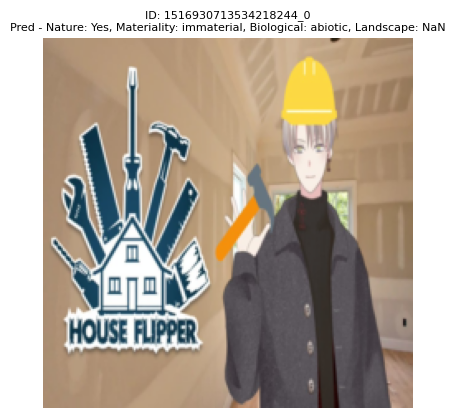 ID: 1516930713534218244_0
Pred - Nature: Yes, Materiality: immaterial, Biological: abiotic, Landscape: NaN
HOUSE FLIPPER